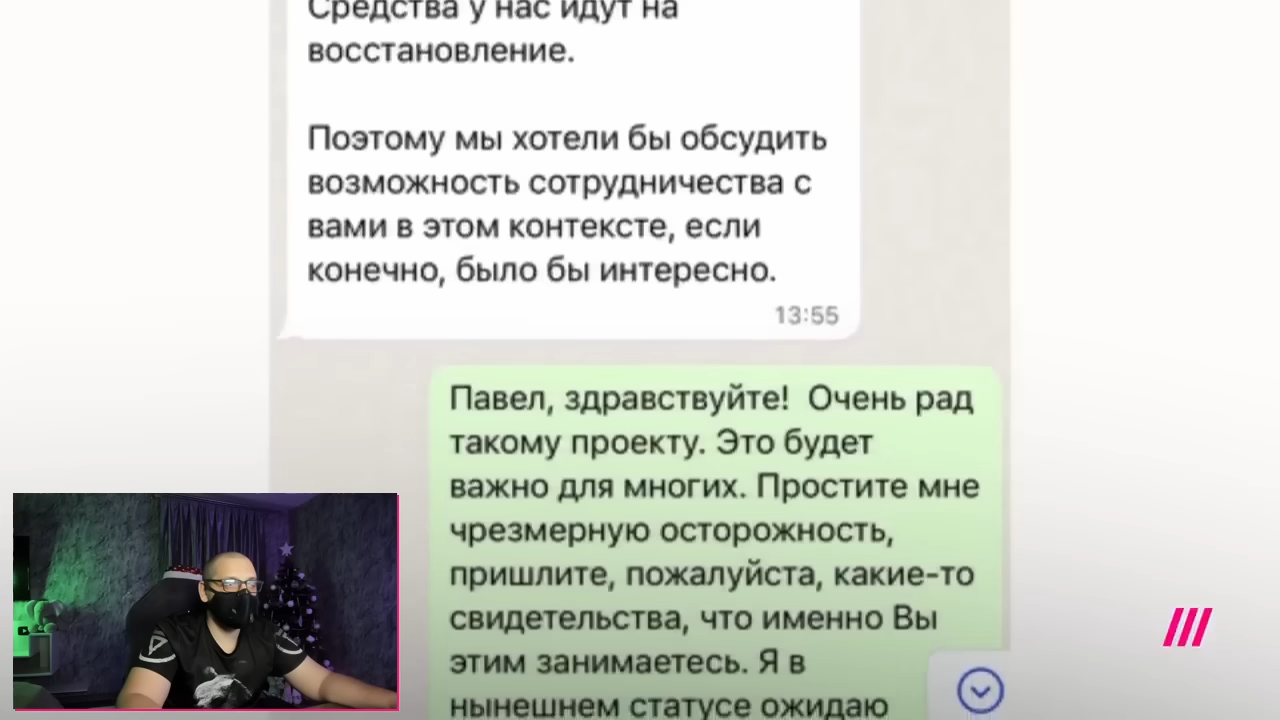 Средства у нас идут на
восстановление.
Поэтому мы хотели бы обсудить
возможность сотрудничества с
вами в этом контексте, если
конечно, было бы интересно.
13:55
Павел, здравствуйте!  Очень рад
такому проекту. Это будет
важно для многих. Простите мне
чрезмерную осторожность,
пришлите, пожалуйста, какие-то
свидетельства, что именно Вы
этим занимаетесь. Я в
нынешнем статусе ожидаю